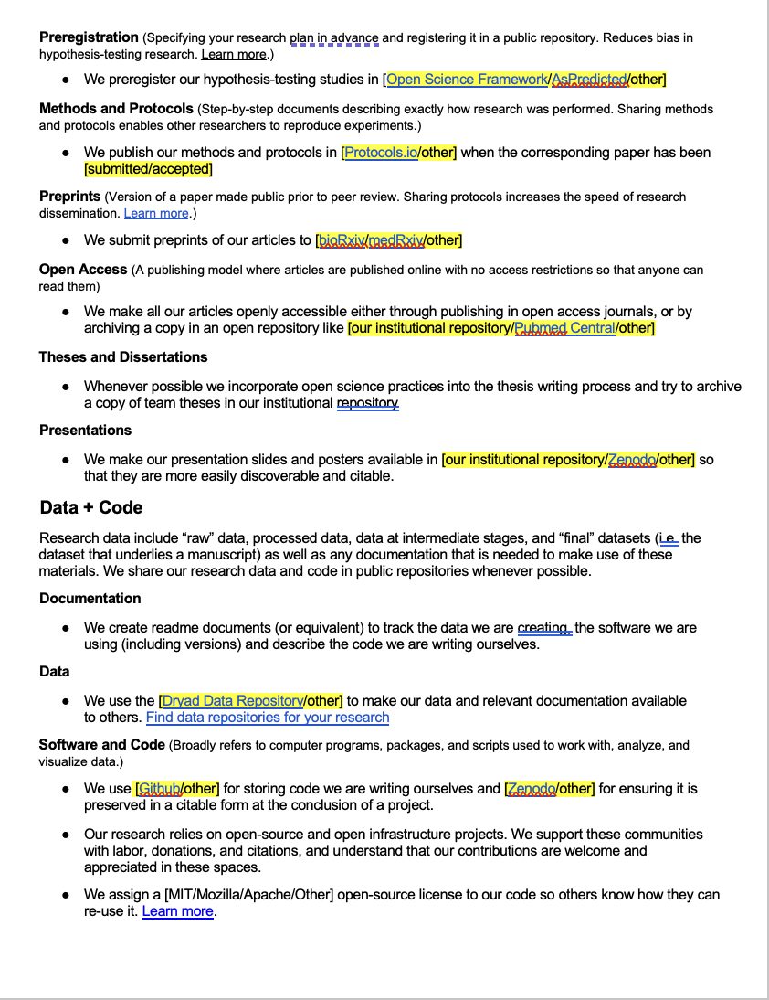 Preregistration (Specifying your research plan in advance and registering it in a public repository. Reduces bias in
hypothesis-testing research. Learn more.)
● We preregister our hypothesis-testing studies in [Open Science Framework/AsPredicted/other]
Methods and Protocols (Step-by-step documents describing exactly how research was performed. Sharing methods
and protocols enables other researchers to reproduce experiments.)
● We publish our methods and protocols in [Protocols.io/other] when the corresponding paper has been
[submitted/accepted]
Preprints (Version of a paper made public prior to peer review. Sharing protocols increases the speed of research
dissemination. Learn more.)
● We submit preprints of our articles to [bioRxiv/medRxiv/other]
Open Access (A publishing model where articles are published online with no access restrictions so that anyone can
read them)
● We make all our articles openly accessible either through publishing in open access journals, or by
archiving a copy in an open repository like [our institutional repository/Pubmed Central/other]
Theses and Dissertations
● Whenever possible we incorporate open science practices into the thesis writing process and try to archive
a copy of team theses in our institutional repository
Presentations
● We make our presentation slides and posters available in [our institutional repository/Zenodo/other] so
that they are more easily discoverable and citable.
Data + Code
Research data include “raw” data, processed data, data at intermediate stages, and “final” datasets (i.e. the
dataset that underlies a manuscript) as well as any documentation that is needed to make use of these
materials. We share our research data and code in public repositories whenever possible.
Documentation
● We create readme documents (or equivalent) to track the data we are creating, the software we are
using (including versions) and describe the code we are writing ourselves.
Data
● We use the [Dryad Data Repository/other] to make our data and relevant documentation available
to others. Find data repositories for your research
Software and Code (Broadly refers to computer programs, packages, and scripts used to work with, analyze, and
visualize data.)
● We use [Github/other] for storing code we are writing ourselves and [Zenodo/other] for ensuring it is
preserved in a citable form at the conclusion of a project.
● Our research relies on open-source and open infrastructure projects. We support these communities
with labor, donations, and citations, and understand that our contributions are welcome and
appreciated in these spaces.
● We assign a [MIT/Mozilla/Apache/Other] open-source license to our code so others know how they can
re-use it. Learn more.